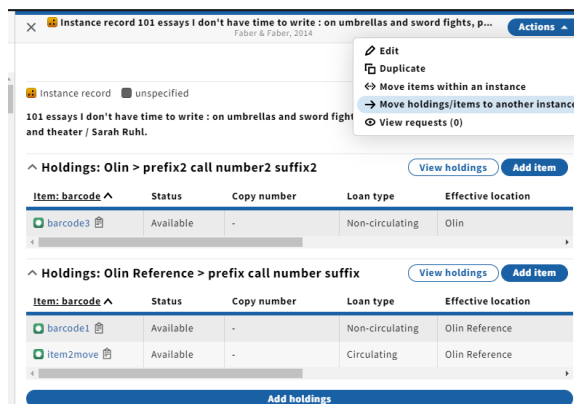 Instance record 101 essays I don't have time to write : on umbrellas and sword fights, p...
Faber & Faber, 2014
Actions
Edit
Duplicate
Move items within an instance
Move holdings/items to another instance
View requests (0)
Instance record unspecified
101 essays I don't have time to write : on umbrellas and sword fight
and theater / Sarah Ruhl.
Holdings: Olin > prefix2 call number2 suffix2
View holdings Add item
Item: barcode Status Copy number Loan type Effective location
barcode3 Available - Non-circulating Olin
Holdings: Olin Reference > prefix call number suffix
View holdings Add item
Item: barcode Status Copy number Loan type Effective location
barcode1 Available - Non-circulating Olin Reference
item2move Available - Circulating Olin Reference
Add holdings